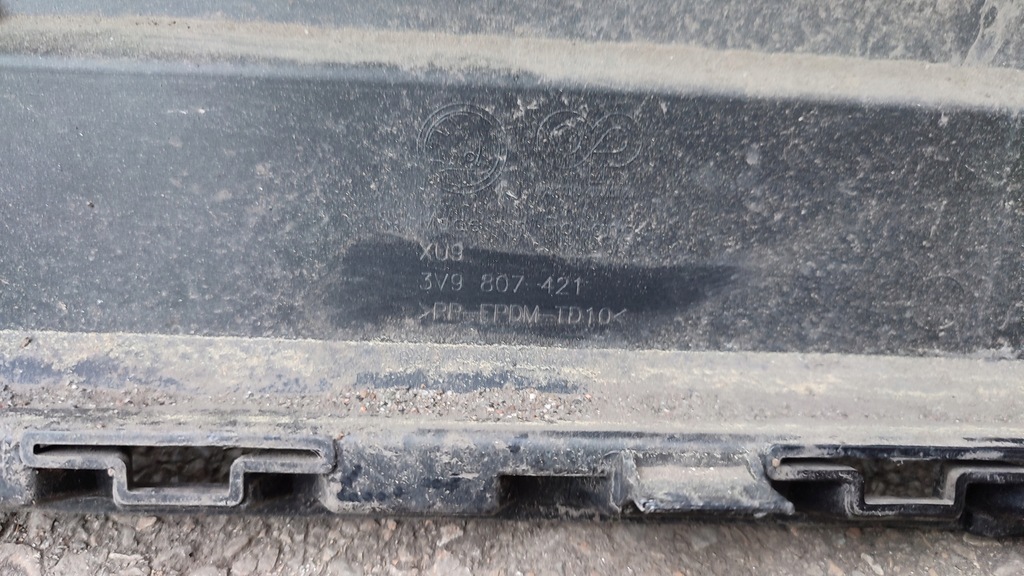 XU9
3V9 807 421
>PP-EPDM-TD10<